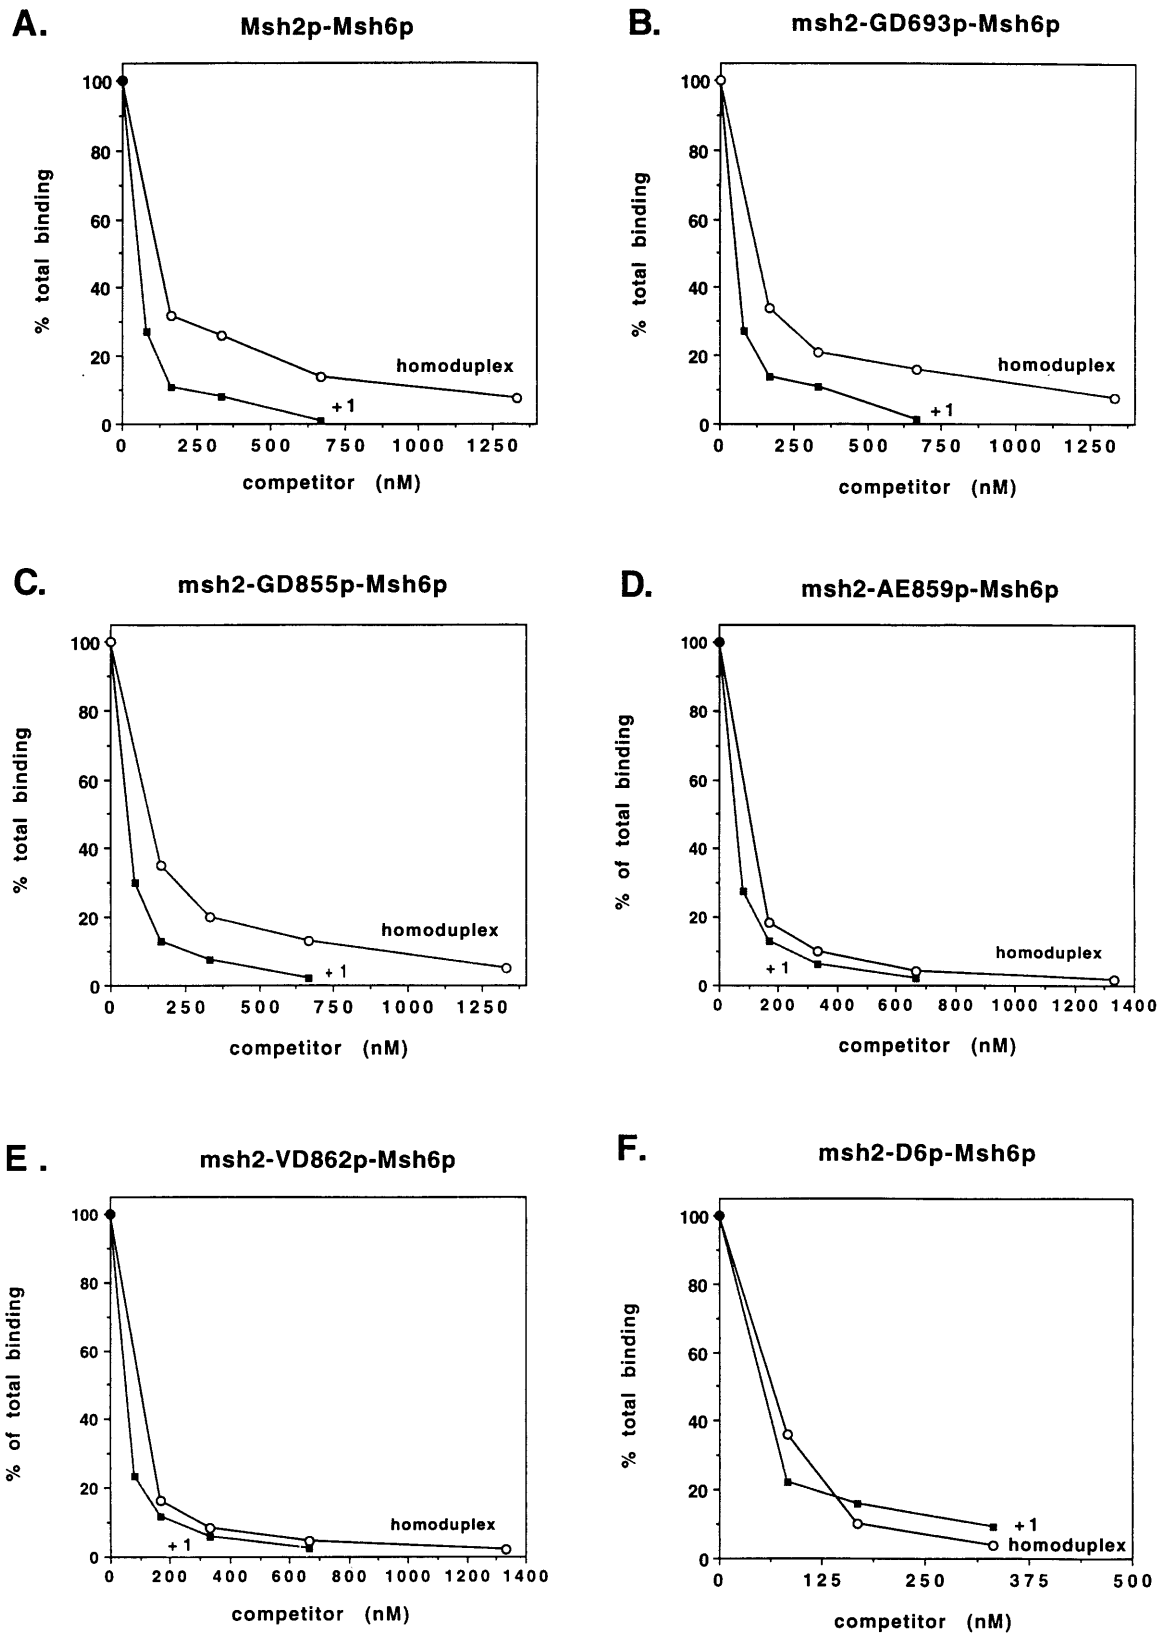 A.
Msh2p-Msh6p
% total binding
100
80
60
40
20
0
homoduplex
+1
0 250 500 750 1000 1250
competitor (nM)
B.
msh2-GD693p-Msh6p
% total binding
100
80
60
40
20
0
homoduplex
+1
0 250 500 750 1000 1250
competitor (nM)
C.
msh2-GD855p-Msh6p
% total binding
100
80
60
40
20
0
homoduplex
+1
0 250 500 750 1000 1250
competitor (nM)
D.
msh2-AE859p-Msh6p
% of total binding
100
80
60
40
20
0
homoduplex
+1
0 200 400 600 800 1000 1200 1400
competitor (nM)
E.
msh2-VD862p-Msh6p
% of total binding
100
80
60
40
20
0
homoduplex
+1
0 200 400 600 800 1000 1200 1400
competitor (nM)
F.
msh2-D6p-Msh6p
% total binding
100
80
60
40
20
0
+1
homoduplex
0 125 250 375 500
competitor (nM)